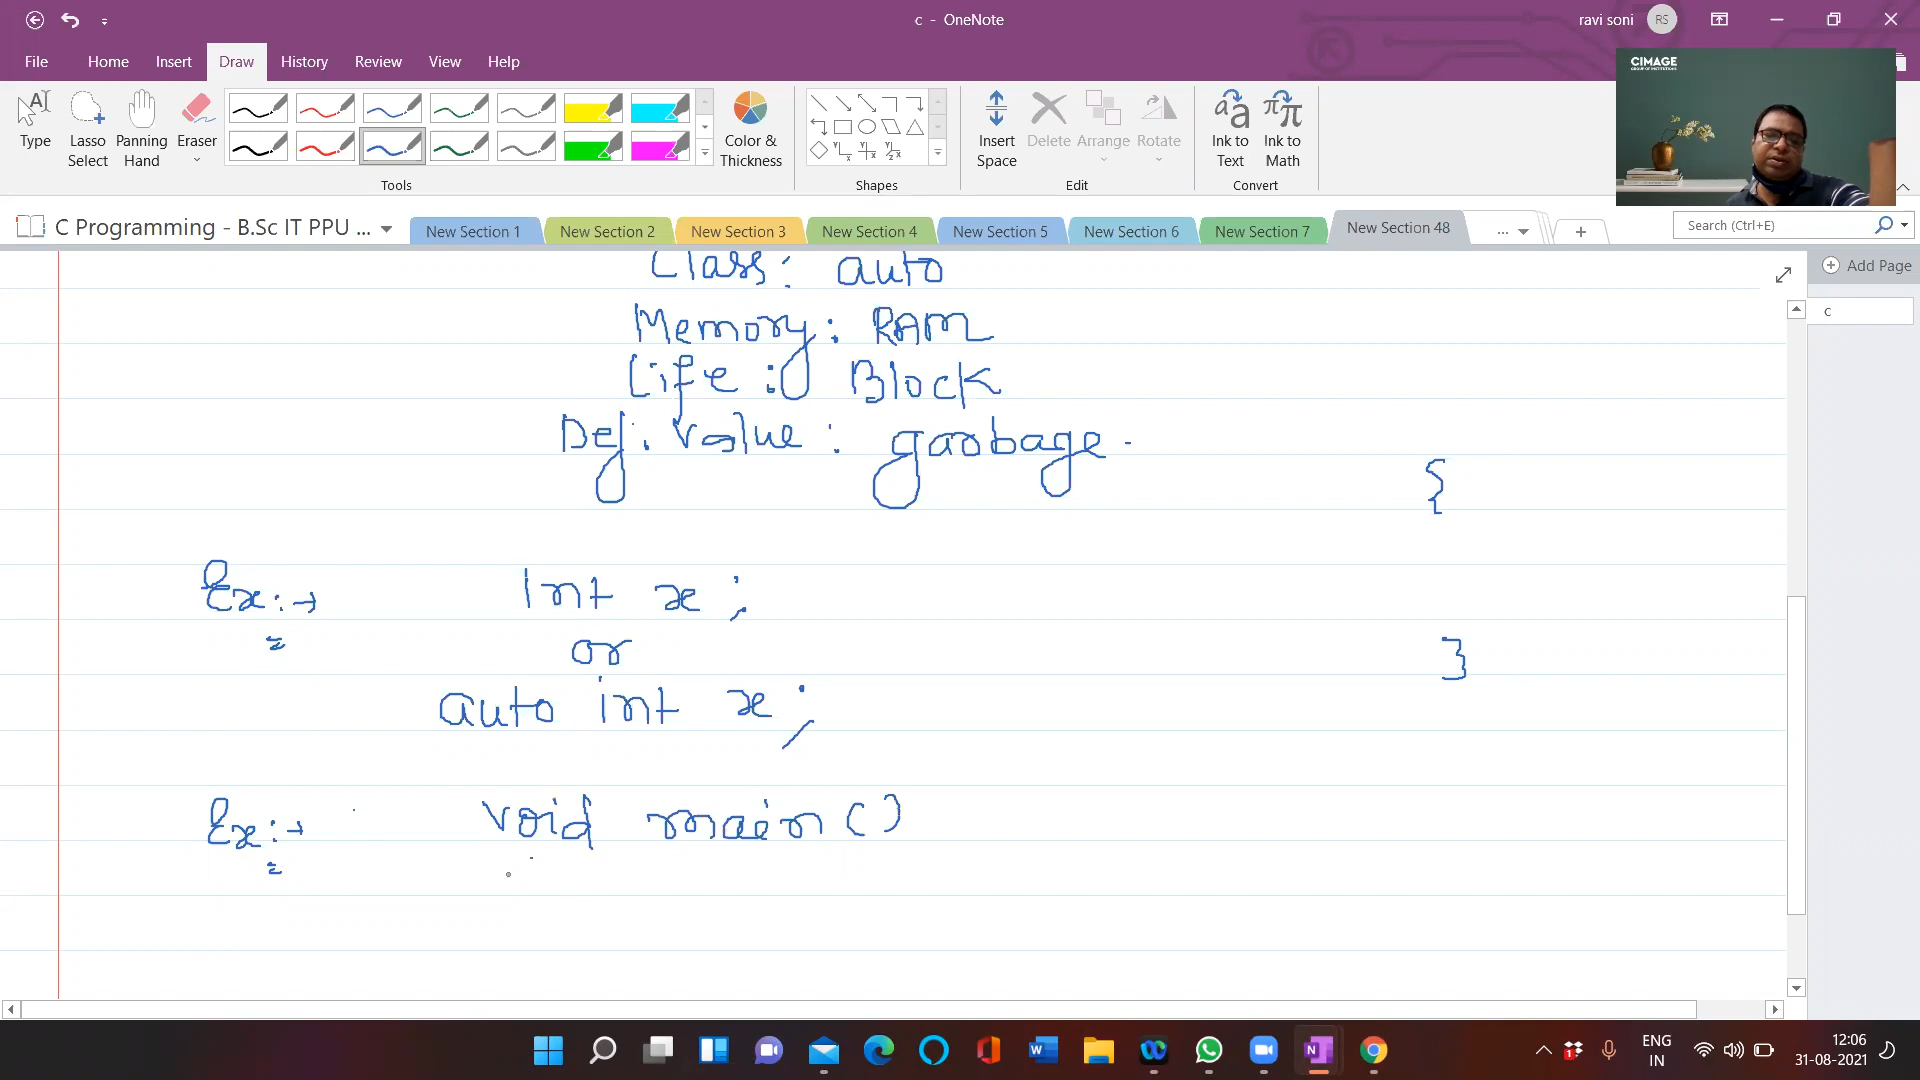 c - OneNote
ravi soni RS
File Home Insert Draw History Review View Help
CIMAGE
GROUP OF INSTITUTIONS
Type
Lasso Select
Panning Hand
Eraser
Color & Thickness
Insert Space
Delete
Arrange
Rotate
Ink to Text
Ink to Math
Tools Shapes Edit Convert
C Programming - B.Sc IT PPU ...
New Section 1 New Section 2 New Section 3 New Section 4 New Section 5 New Section 6 New Section 7 New Section 48 ...
Search (Ctrl+E)
Add Page
c
Class: auto
Memory: RAM
Life: Block
Def. Value: garbage.
{
Ex:→ int x;
or
}
auto int x;
Ex:→ void main()
ENG
IN
12:06
31-08-2021